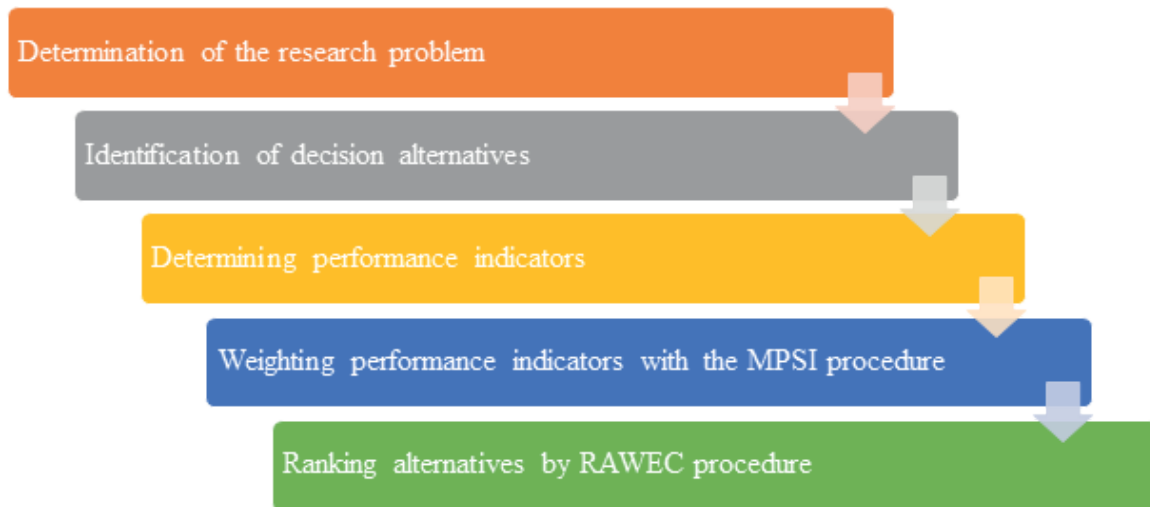 Determination of the research problem
Identification of decision alternatives
Determining performance indicators
Weighting performance indicators with the MPSI procedure
Ranking alternatives by RAWEC procedure